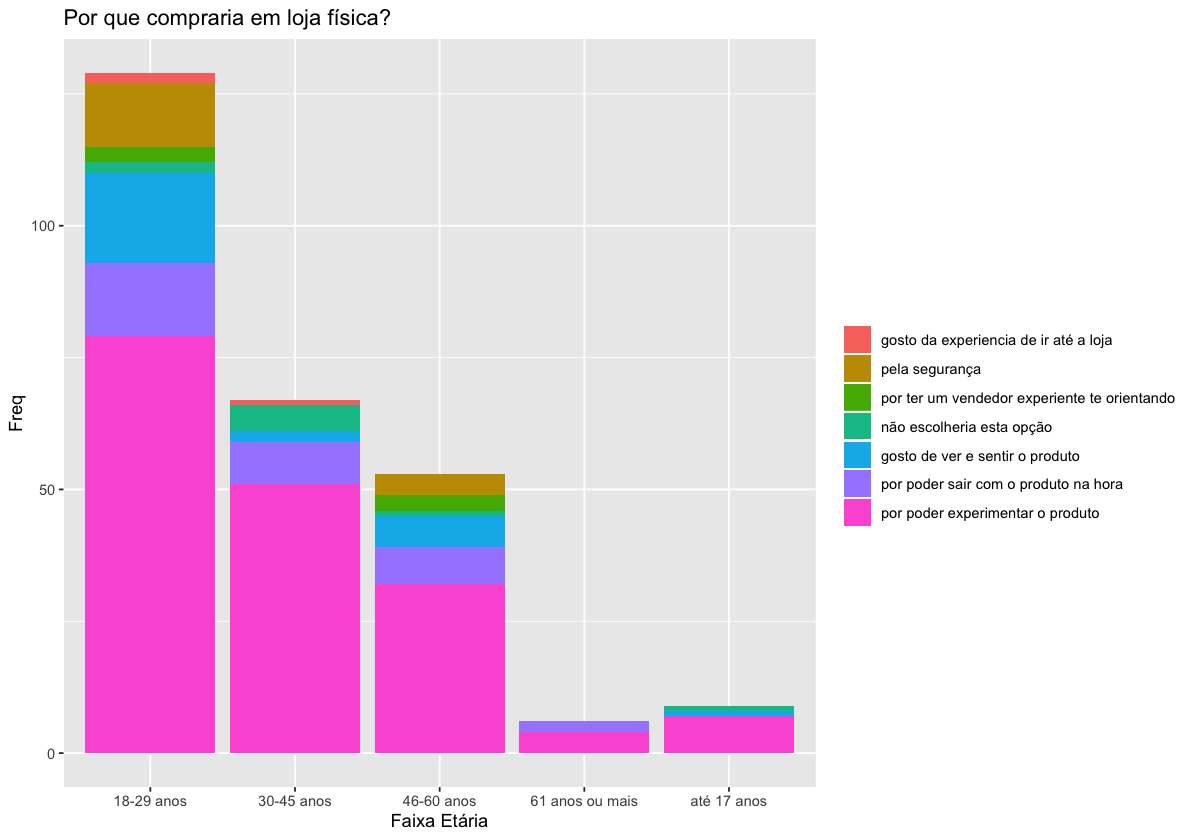 Por que compraria em loja física?
Freq
100
50
0
18-29 anos
30-45 anos
46-60 anos
61 anos ou mais
até 17 anos
Faixa Etária
gosto da experiencia de ir até a loja
pela segurança
por ter um vendedor experiente te orientando
não escolheria esta opção
gosto de ver e sentir o produto
por poder sair com o produto na hora
por poder experimentar o produto